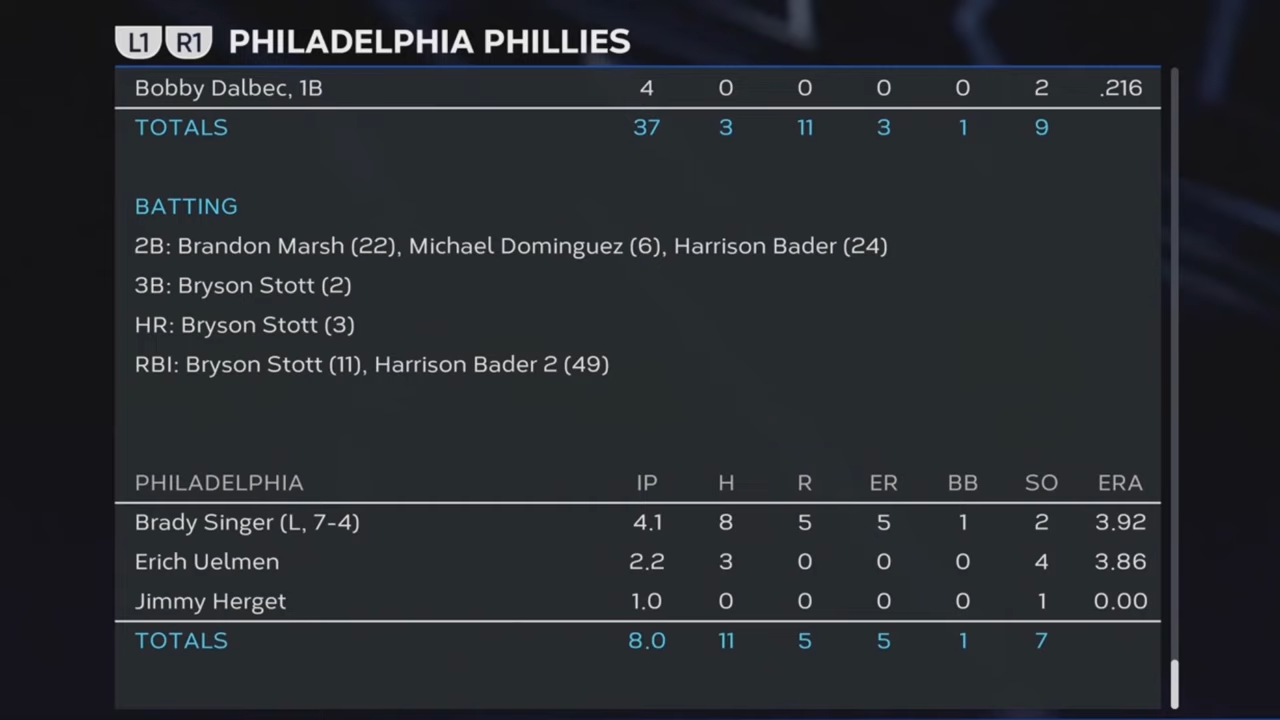 L1 R1 PHILADELPHIA PHILLIES
Bobby Dalbec, 1B 4 0 0 0 0 2 .216
TOTALS 37 3 11 3 1 9
BATTING
2B: Brandon Marsh (22), Michael Dominguez (6), Harrison Bader (24)
3B: Bryson Stott (2)
HR: Bryson Stott (3)
RBI: Bryson Stott (11), Harrison Bader 2 (49)
PHILADELPHIA IP H R ER BB SO ERA
Brady Singer (L, 7-4) 4.1 8 5 5 1 2 3.92
Erich Uelmen 2.2 3 0 0 0 4 3.86
Jimmy Herget 1.0 0 0 0 0 1 0.00
TOTALS 8.0 11 5 5 1 7